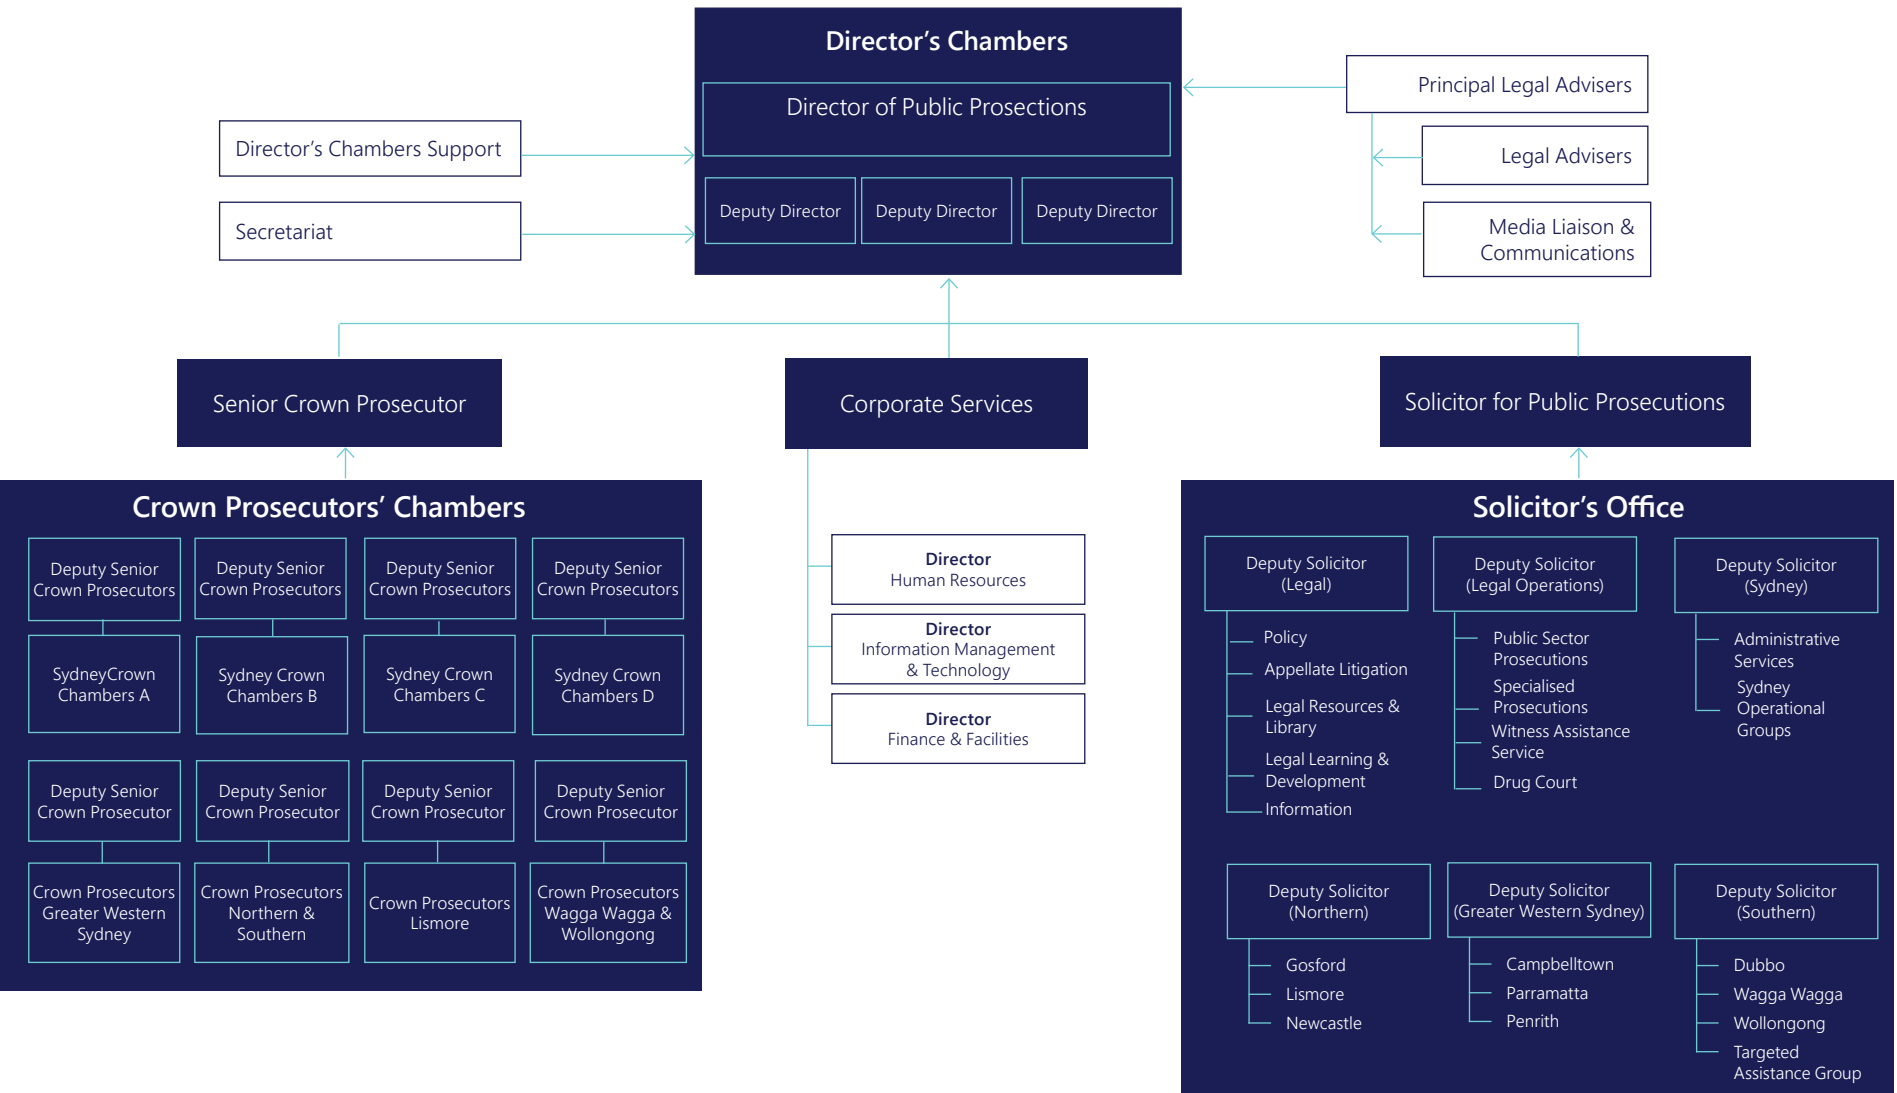 Director's Chambers
Director of Public Prosections
Deputy Director
Deputy Director
Deputy Director
Director's Chambers Support
Secretariat
Principal Legal Advisers
Legal Advisers
Media Liaison &
Communications
Senior Crown Prosecutor
Corporate Services
Solicitor for Public Prosecutions
Crown Prosecutors' Chambers
Deputy Senior
Crown Prosecutors
Deputy Senior
Crown Prosecutors
Deputy Senior
Crown Prosecutors
Deputy Senior
Crown Prosecutors
SydneyCrown
Chambers A
Sydney Crown
Chambers B
Sydney Crown
Chambers C
Sydney Crown
Chambers D
Deputy Senior
Crown Prosecutor
Deputy Senior
Crown Prosecutor
Deputy Senior
Crown Prosecutor
Deputy Senior
Crown Prosecutor
Crown Prosecutors
Greater Western
Sydney
Crown Prosecutors
Northern &
Southern
Crown Prosecutors
Lismore
Crown Prosecutors
Wagga Wagga &
Wollongong
Director
Human Resources
Director
Information Management
& Technology
Director
Finance & Facilities
Solicitor's Office
Deputy Solicitor
(Legal)
Policy
Appellate Litigation
Legal Resources &
Library
Legal Learning &
Development
Information
Deputy Solicitor
(Legal Operations)
Public Sector
Prosecutions
Specialised
Prosecutions
Witness Assistance
Service
Drug Court
Deputy Solicitor
(Sydney)
Administrative
Services
Sydney
Operational
Groups
Deputy Solicitor
(Northern)
Gosford
Lismore
Newcastle
Deputy Solicitor
(Greater Western Sydney)
Campbelltown
Parramatta
Penrith
Deputy Solicitor
(Southern)
Dubbo
Wagga Wagga
Wollongong
Targeted
Assistance Group